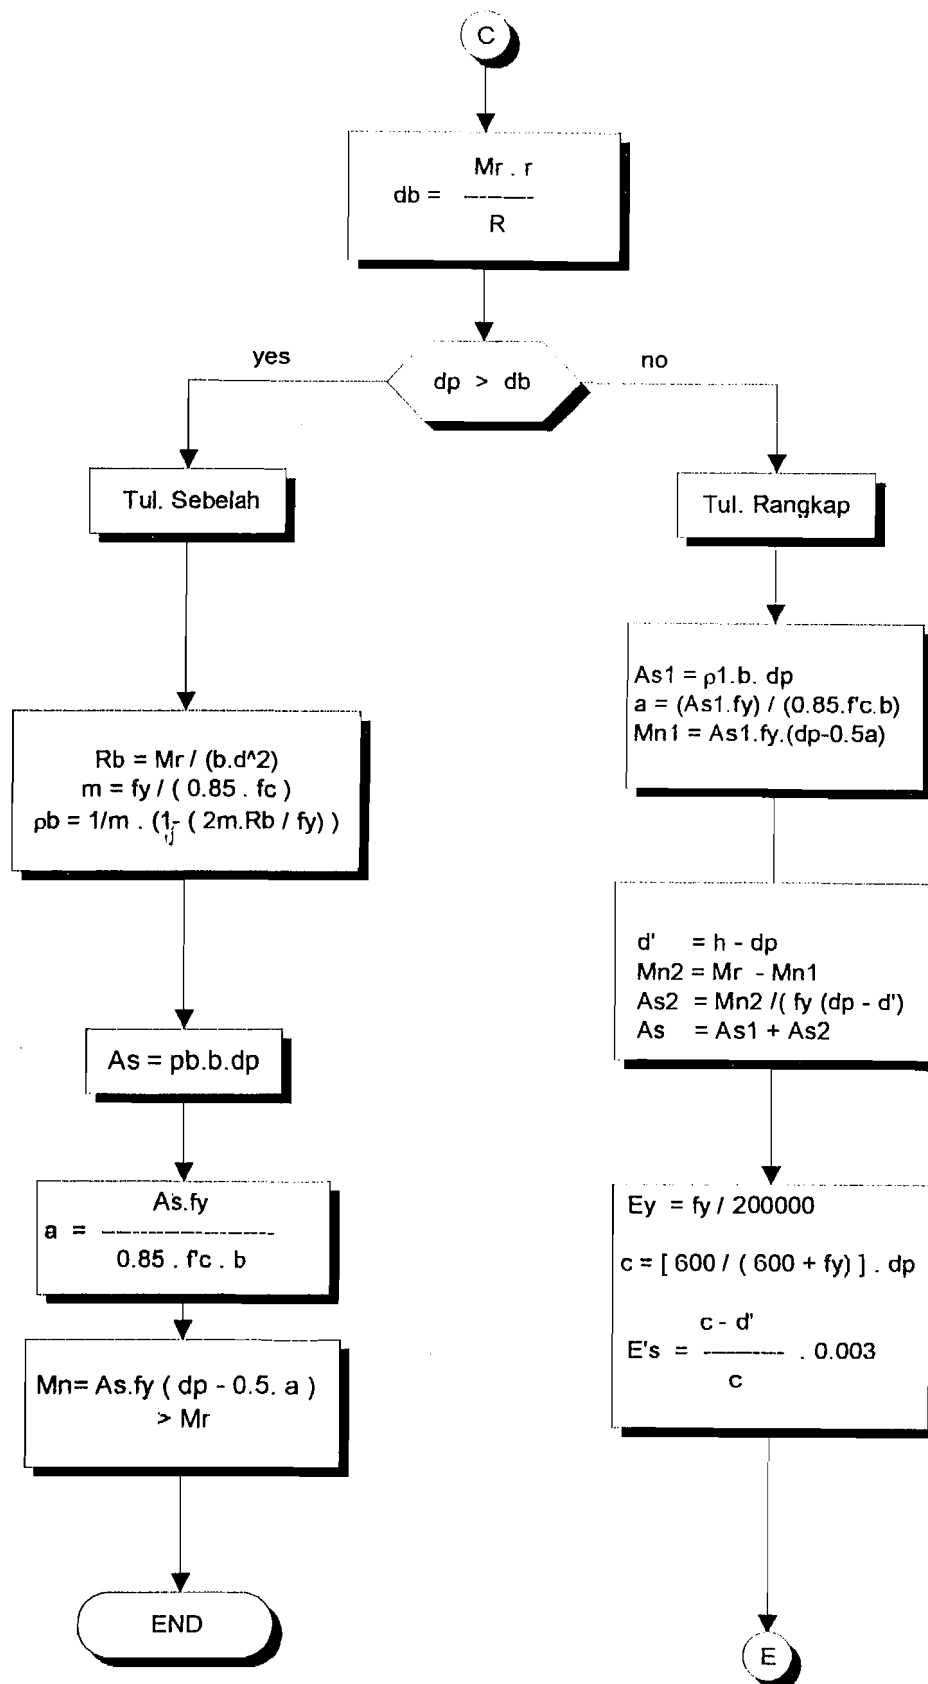 C
Mr . r
db = ----------
R
yes
dp > db
no
Tul. Sebelah
Tul. Rangkap
Rb = Mr / (b.d^2)
m = fy / ( 0.85 . fc )
ρb = 1/m . (1- ( 2m.Rb / fy) )
As = pb.b.dp
As.fy
a = --------------------
0.85 . f'c . b
Mn= As.fy ( dp - 0.5. a )
> Mr
END
As1 = ρ1.b. dp
a = (As1.fy) / (0.85.f'c.b)
Mn1 = As1.fy.(dp-0.5a)
d' = h - dp
Mn2 = Mr - Mn1
As2 = Mn2 /( fy (dp - d')
As = As1 + As2
Ey = fy / 200000
c = [ 600 / ( 600 + fy) ] . dp
c - d'
E's = ---------- . 0.003
c
E